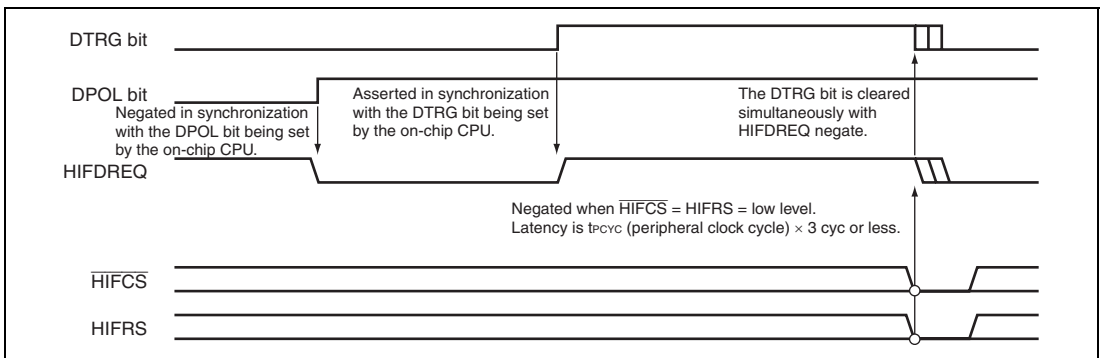 DTRG bit
DPOL bit
Negated in synchronization
with the DPOL bit being set
by the on-chip CPU.
Asserted in synchronization
with the DTRG bit being set
by the on-chip CPU.
The DTRG bit is cleared
simultaneously with
HIFDREQ negate.
HIFDREQ
Negated when HIFCS = HIFRS = low level.
Latency is tPCYC (peripheral clock cycle) × 3 cyc or less.
HIFCS
HIFRS